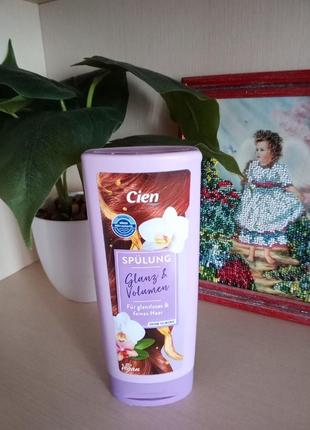 Cien
SPÜLUNG
Glanz &
Volumen
Für glanzloses &
feines Haar
Vegan